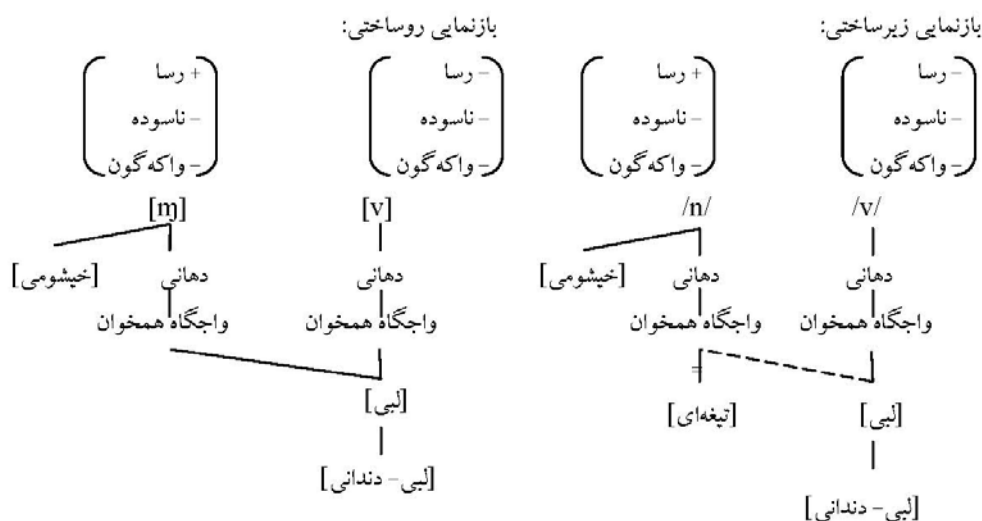 بازنمایی زیرساختی: بازنمایی روساختی:
– رسا + رسا – رسا + رسا
– ناسوده – ناسوده – ناسوده – ناسوده
– واکه‌گون – واکه‌گون – واکه‌گون – واکه‌گون
/v/ /n/ [v] [ɱ]
دهانی دهانی [خیشومی] دهانی دهانی [خیشومی]
واجگاه همخوان واجگاه همخوان واجگاه همخوان واجگاه همخوان
[لبی] [تیغه‌ای] [لبی]
[لبی– دندانی] [لبی– دندانی]